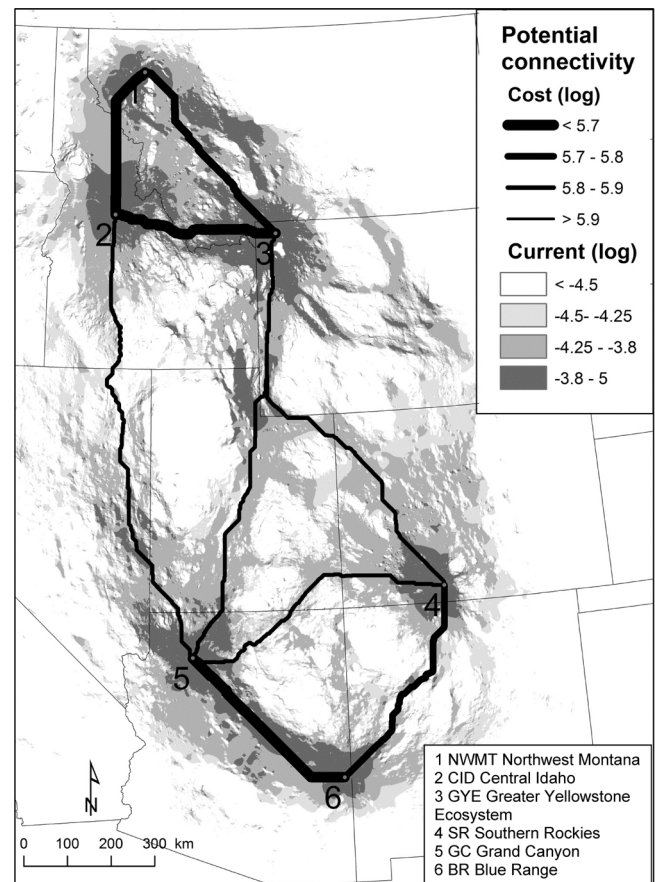 Potential
connectivity
Cost (log)
< 5.7
5.7 - 5.8
5.8 - 5.9
> 5.9
Current (log)
< -4.5
-4.5- -4.25
-4.25 - -3.8
-3.8 - 5
1
2
3
4
5
6
N
0 100 200 300 km
1 NWMT Northwest Montana
2 CID Central Idaho
3 GYE Greater Yellowstone
Ecosystem
4 SR Southern Rockies
5 GC Grand Canyon
6 BR Blue Range